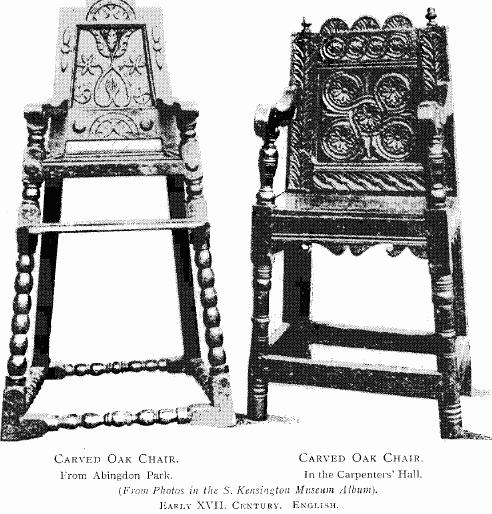 CARVED OAK CHAIR.
From Abingdon Park.
CARVED OAK CHAIR.
In the Carpenters' Hall.
(From Photos in the S. Kensington Museum Album).
EARLY XVII. CENTURY. ENGLISH.